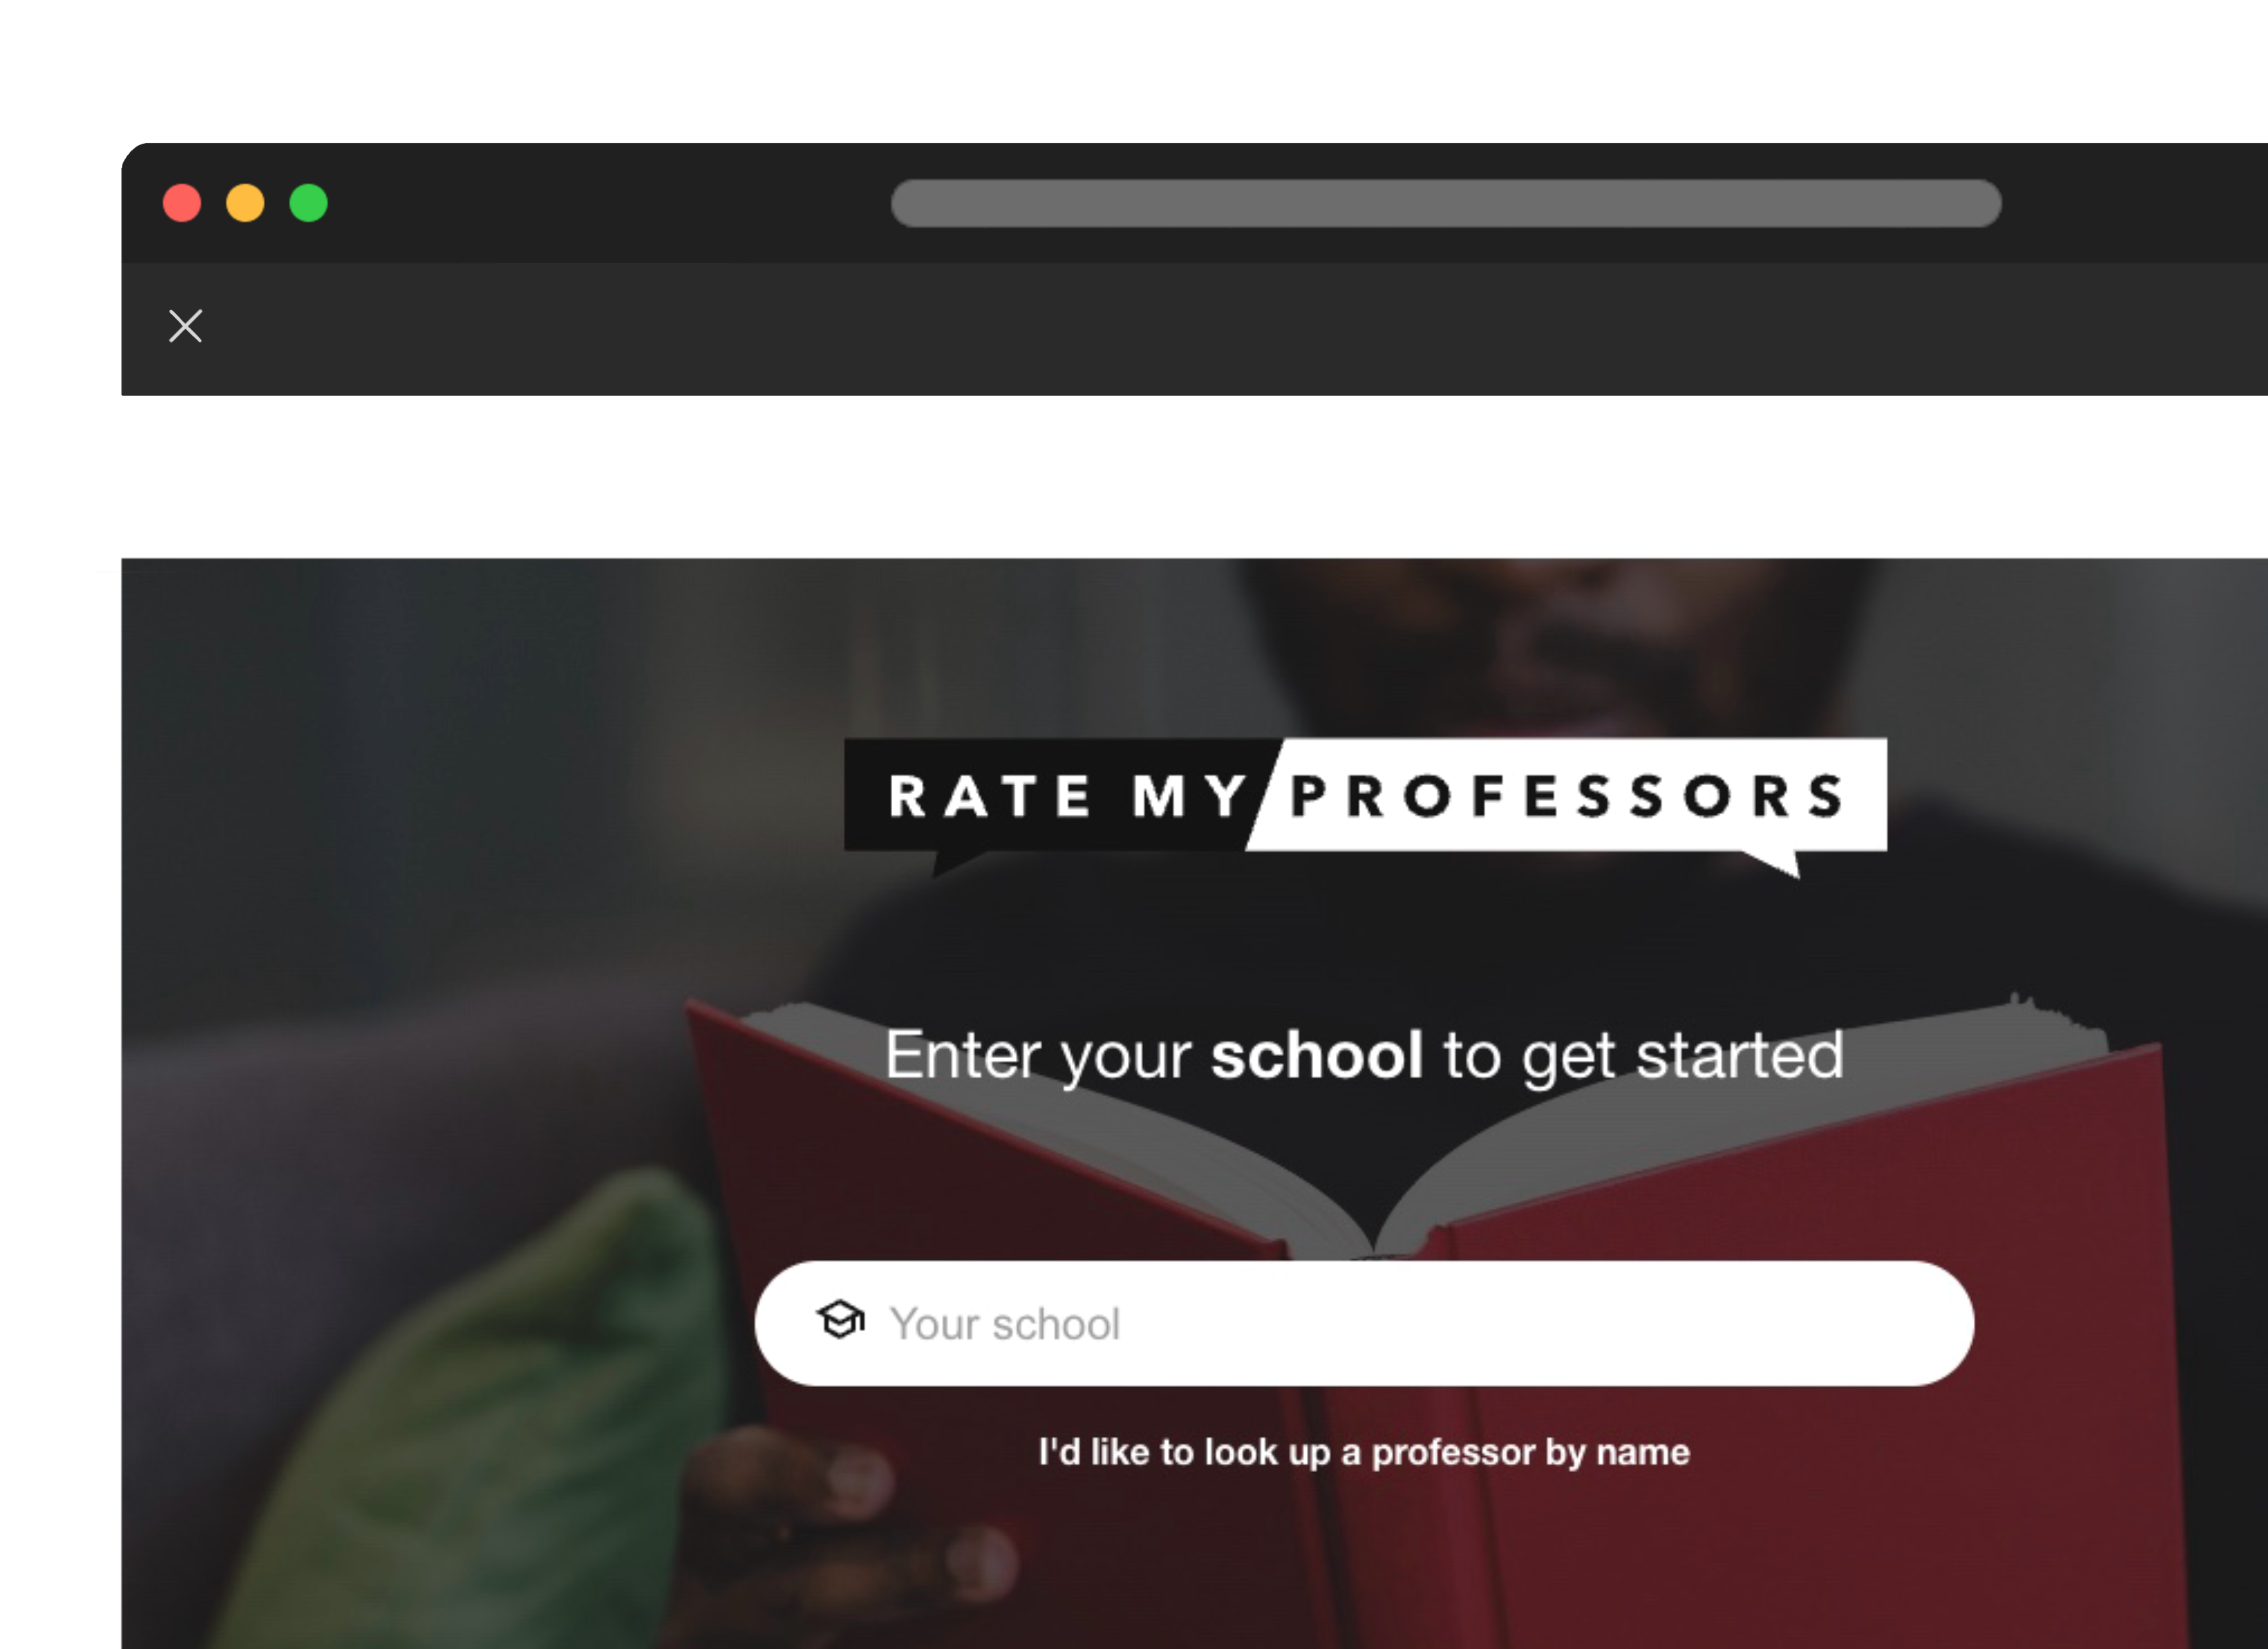 RATE MY PROFESSORS
Enter your school to get started
Your school
I'd like to look up a professor by name